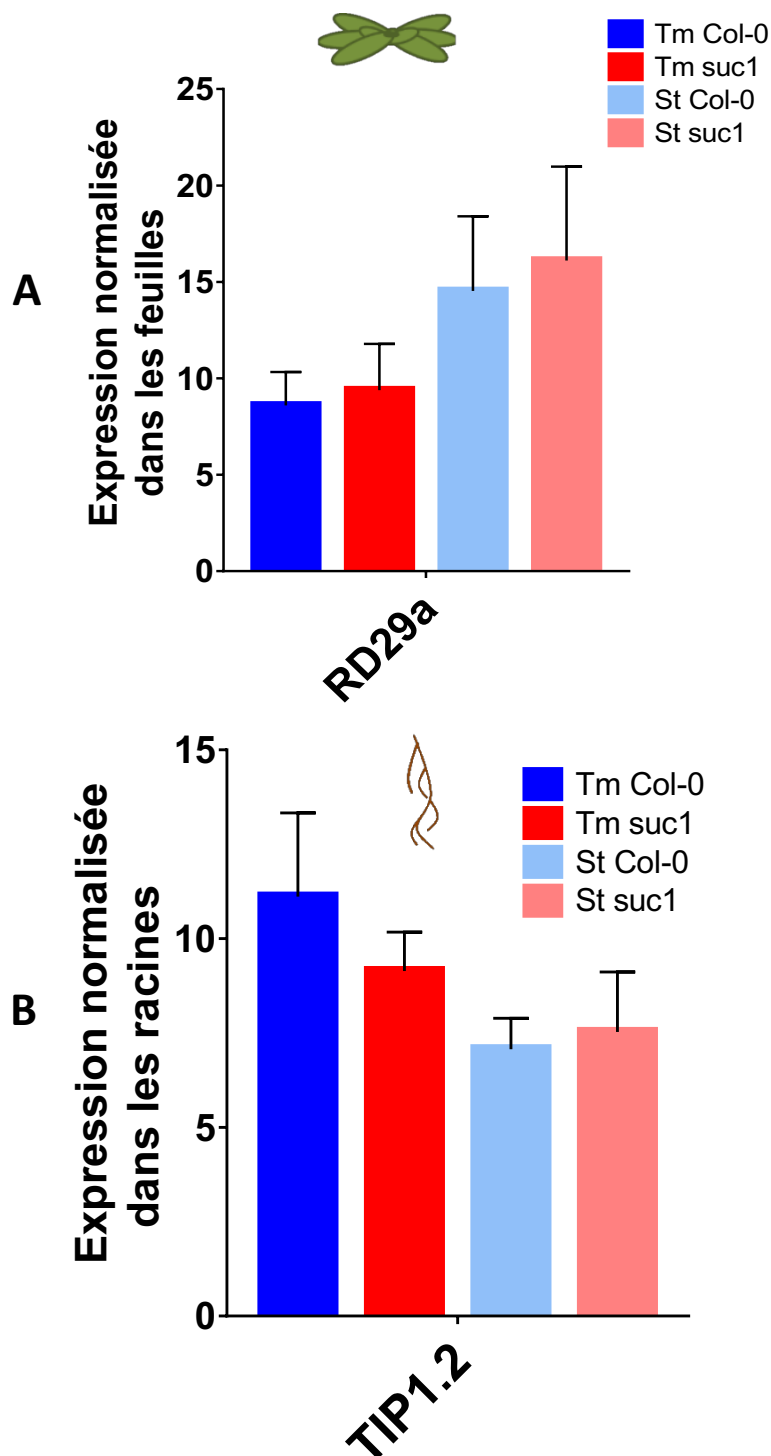 Tm Col-0
Tm suc1
St Col-0
St suc1
A
Expression normalisée
dans les feuilles
25
20
15
10
5
0
RD29a
B
Expression normalisée
dans les racines
15
10
5
0
Tm Col-0
Tm suc1
St Col-0
St suc1
TIP1.2